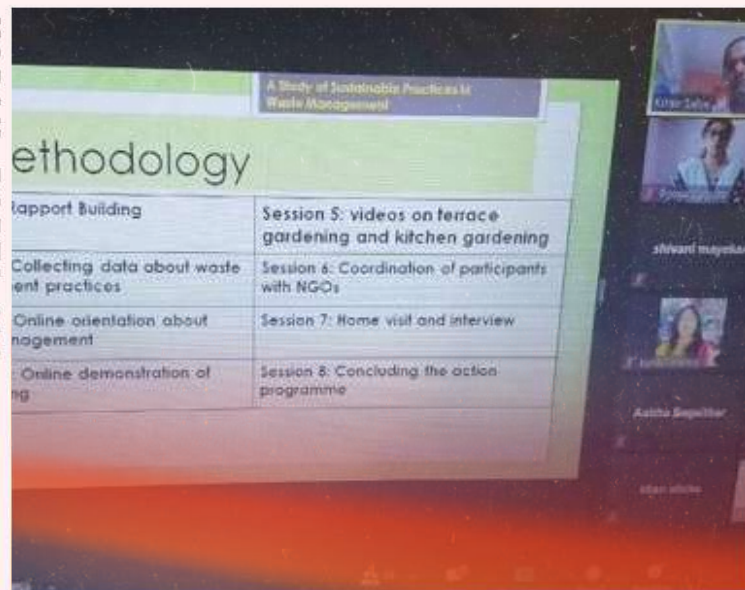 A Study of Sustainable Practices in
Waste Management
ethodology
Rapport Building
Session 5: videos on terrace
gardening and kitchen gardening
Collecting data about waste
ent practices
Session 6: Coordination of participants
with NGOs
Online orientation about
nagement
Session 7: Home visit and interview
Online demonstration of
ng
Session 8: Concluding the action
programme
shivani mayekar